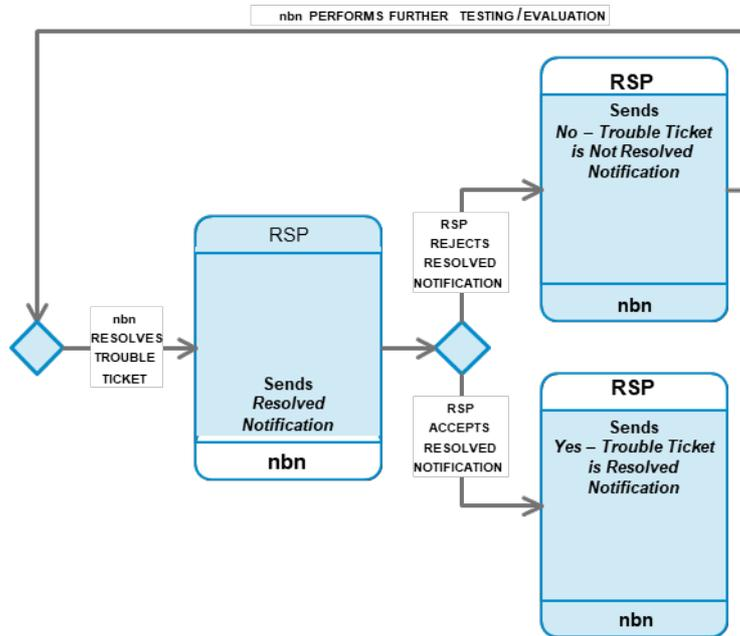 nbn PERFORMS FURTHER TESTING/EVALUATION
nbn
RESOLVES
TROUBLE
TICKET
RSP
Sends
Resolved
Notification
nbn
RSP
REJECTS
RESOLVED
NOTIFICATION
RSP
ACCEPTS
RESOLVED
NOTIFICATION
RSP
Sends
No – Trouble Ticket
is Not Resolved
Notification
nbn
RSP
Sends
Yes – Trouble Ticket
is Resolved
Notification
nbn